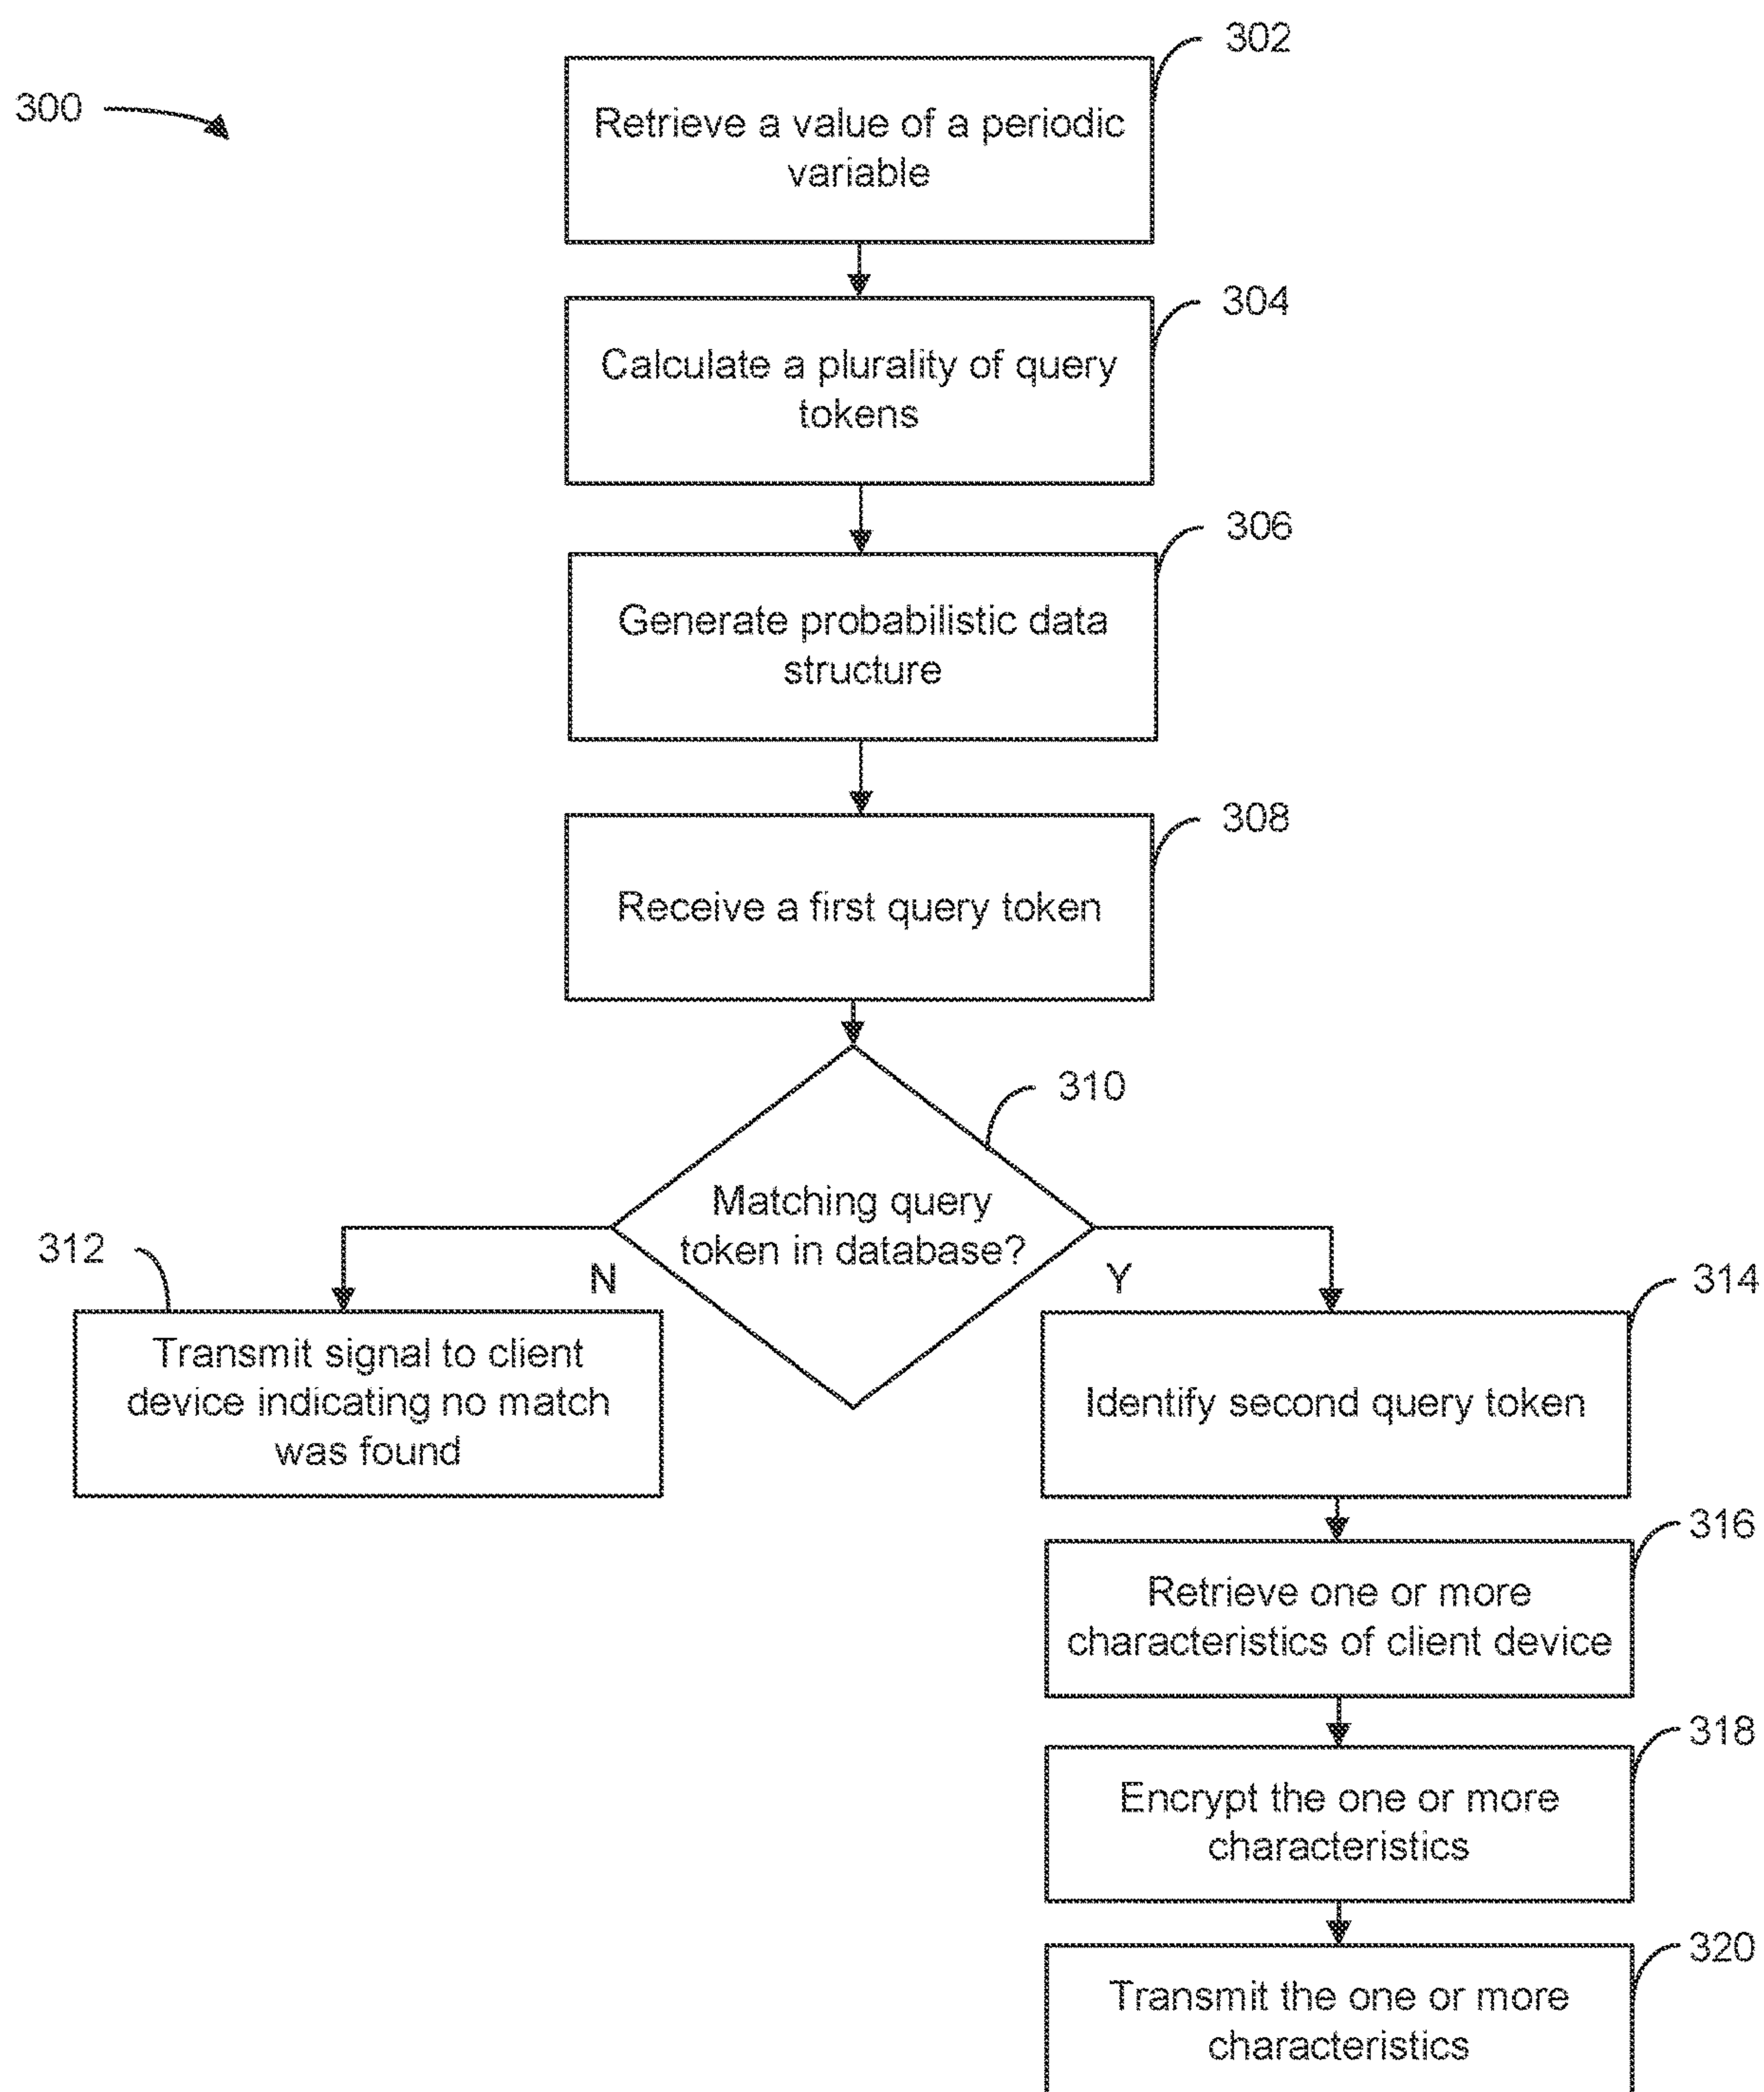 302
300
Retrieve a value of a periodic
variable
304
Calculate a plurality of query
tokens
306
Generate probabilistic data
structure
308
Receive a first query token
310
Matching query
token in database?
312
N
Y
314
Transmit signal to client
device indicating no match
was found
Identify second query token
316
Retrieve one or more
characteristics of client device
318
Encrypt the one or more
characteristics
320
Transmit the one or more
characteristics